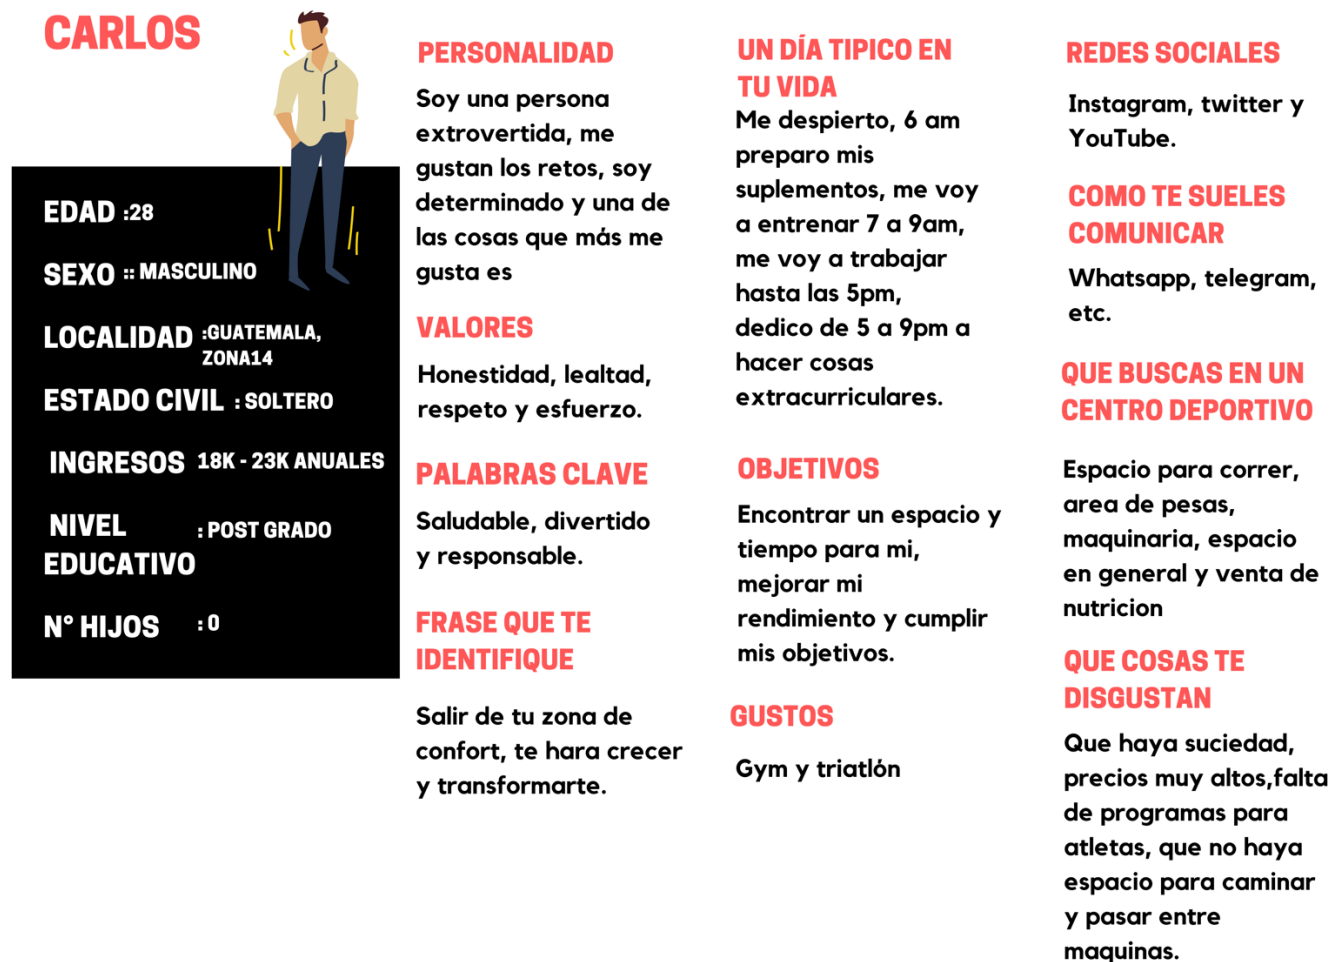 CARLOS
EDAD :28
SEXO :: MASCULINO
LOCALIDAD :GUATEMALA,
ZONA14
ESTADO CIVIL : SOLTERO
INGRESOS 18K - 23K ANUALES
NIVEL : POST GRADO
EDUCATIVO
N° HIJOS : 0
PERSONALIDAD
Soy una persona
extrovertida, me
gustan los retos, soy
determinado y una de
las cosas que más me
gusta es
VALORES
Honestidad, lealtad,
respeto y esfuerzo.
PALABRAS CLAVE
Saludable, divertido
y responsable.
FRASE QUE TE
IDENTIFIQUE
Salir de tu zona de
confort, te hara crecer
y transformarte.
UN DÍA TIPICO EN
TU VIDA
Me despierto, 6 am
preparo mis
suplementos, me voy
a entrenar 7 a 9am,
me voy a trabajar
hasta las 5pm,
dedico de 5 a 9pm a
hacer cosas
extracurriculares.
OBJETIVOS
Encontrar un espacio y
tiempo para mi,
mejorar mi
rendimiento y cumplir
mis objetivos.
GUSTOS
Gym y triatlón
REDES SOCIALES
Instagram, twitter y
YouTube.
COMO TE SUELES
COMUNICAR
Whatsapp, telegram,
etc.
QUE BUSCAS EN UN
CENTRO DEPORTIVO
Espacio para correr,
area de pesas,
maquinaria, espacio
en general y venta de
nutricion
QUE COSAS TE
DISGUSTAN
Que haya suciedad,
precios muy altos,falta
de programas para
atletas, que no haya
espacio para caminar
y pasar entre
maquinas.